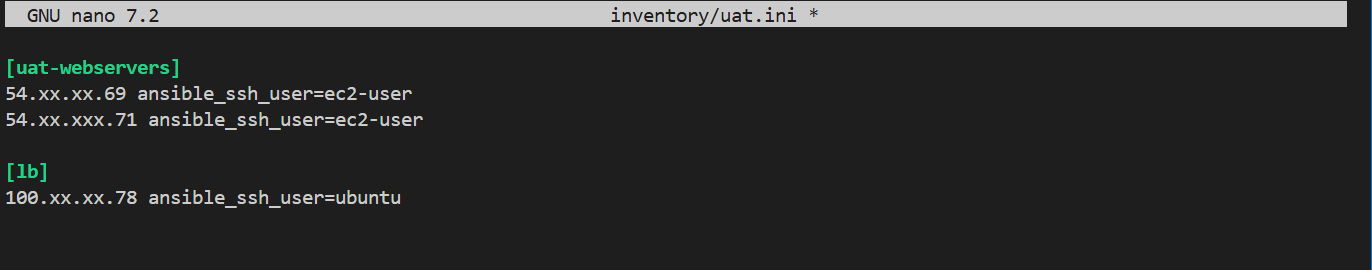 GNU nano 7.2 inventory/uat.ini *
[uat-webservers]
54.xx.xx.69 ansible_ssh_user=ec2-user
54.xx.xxx.71 ansible_ssh_user=ec2-user
[lb]
100.xx.xx.78 ansible_ssh_user=ubuntu